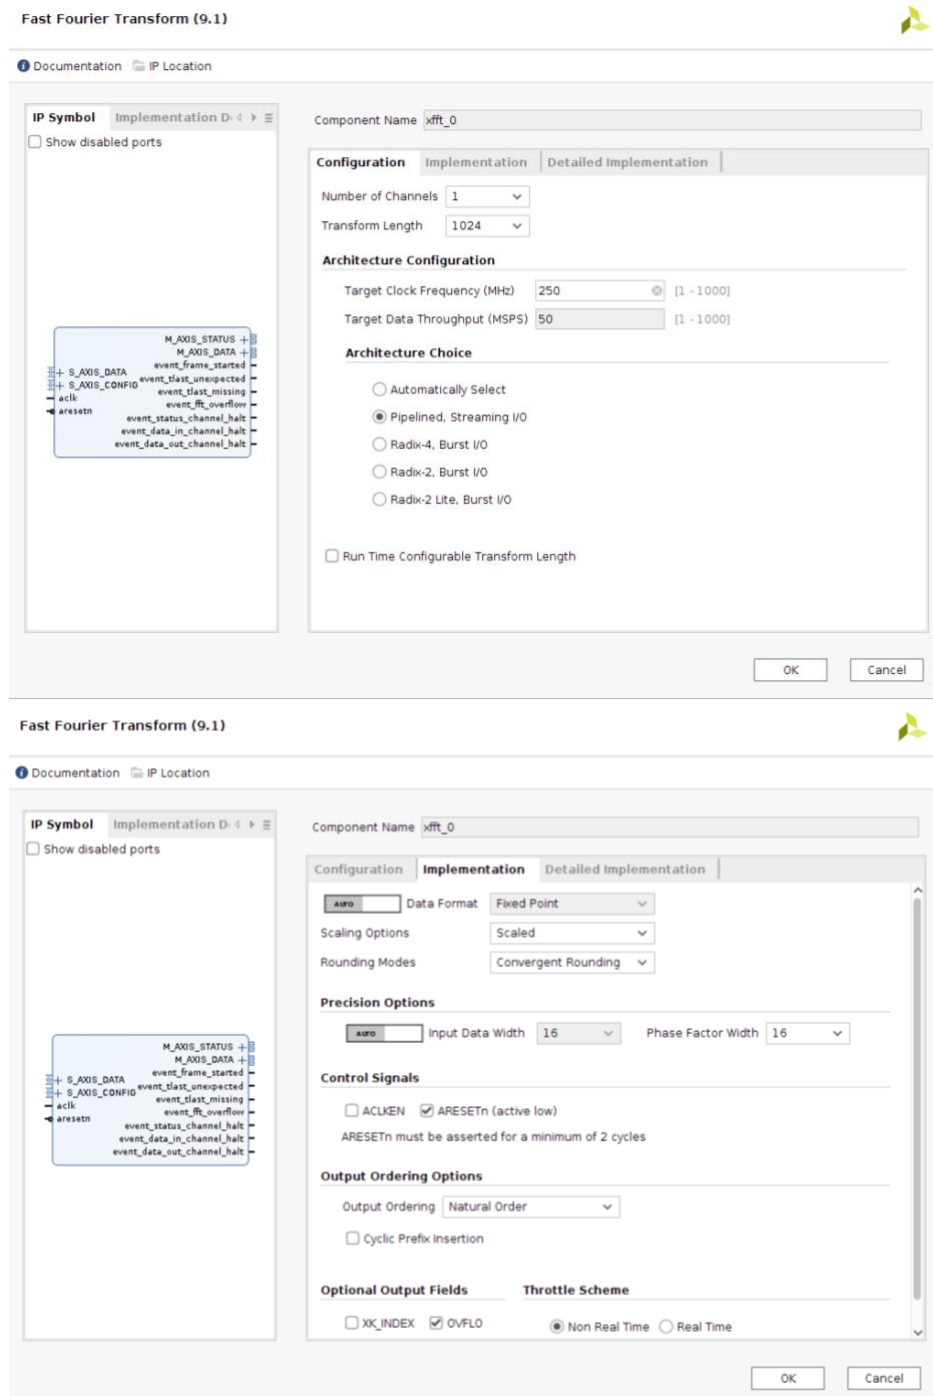 Fast Fourier Transform (9.1)
Documentation IP Location
IP Symbol Implementation D
Show disabled ports
M_AXIS_STATUS
M_AXIS_DATA
event_frame_started
S_AXIS_DATA
event_tlast_unexpected
S_AXIS_CONFIG
event_tlast_missing
aclk
event_fft_overflow
aresetn
event_status_channel_halt
event_data_in_channel_halt
event_data_out_channel_halt
Component Name xfft_0
Configuration Implementation Detailed Implementation
Number of Channels 1
Transform Length 1024
Architecture Configuration
Target Clock Frequency (MHz) 250 [1 - 1000]
Target Data Throughput (MSPS) 50 [1 - 1000]
Architecture Choice
Automatically Select
Pipelined, Streaming I/O
Radix-4, Burst I/O
Radix-2, Burst I/O
Radix-2 Lite, Burst I/O
Run Time Configurable Transform Length
OK Cancel
Fast Fourier Transform (9.1)
Documentation IP Location
IP Symbol Implementation D
Show disabled ports
M_AXIS_STATUS
M_AXIS_DATA
event_frame_started
S_AXIS_DATA
event_tlast_unexpected
S_AXIS_CONFIG
event_tlast_missing
aclk
event_fft_overflow
aresetn
event_status_channel_halt
event_data_in_channel_halt
event_data_out_channel_halt
Component Name xfft_0
Configuration Implementation Detailed Implementation
AUTO Data Format Fixed Point
Scaling Options Scaled
Rounding Modes Convergent Rounding
Precision Options
AUTO Input Data Width 16 Phase Factor Width 16
Control Signals
ACLKEN ARESETn (active low)
ARESETn must be asserted for a minimum of 2 cycles
Output Ordering Options
Output Ordering Natural Order
Cyclic Prefix Insertion
Optional Output Fields Throttle Scheme
XK_INDEX OVFLO Non Real Time Real Time
OK Cancel